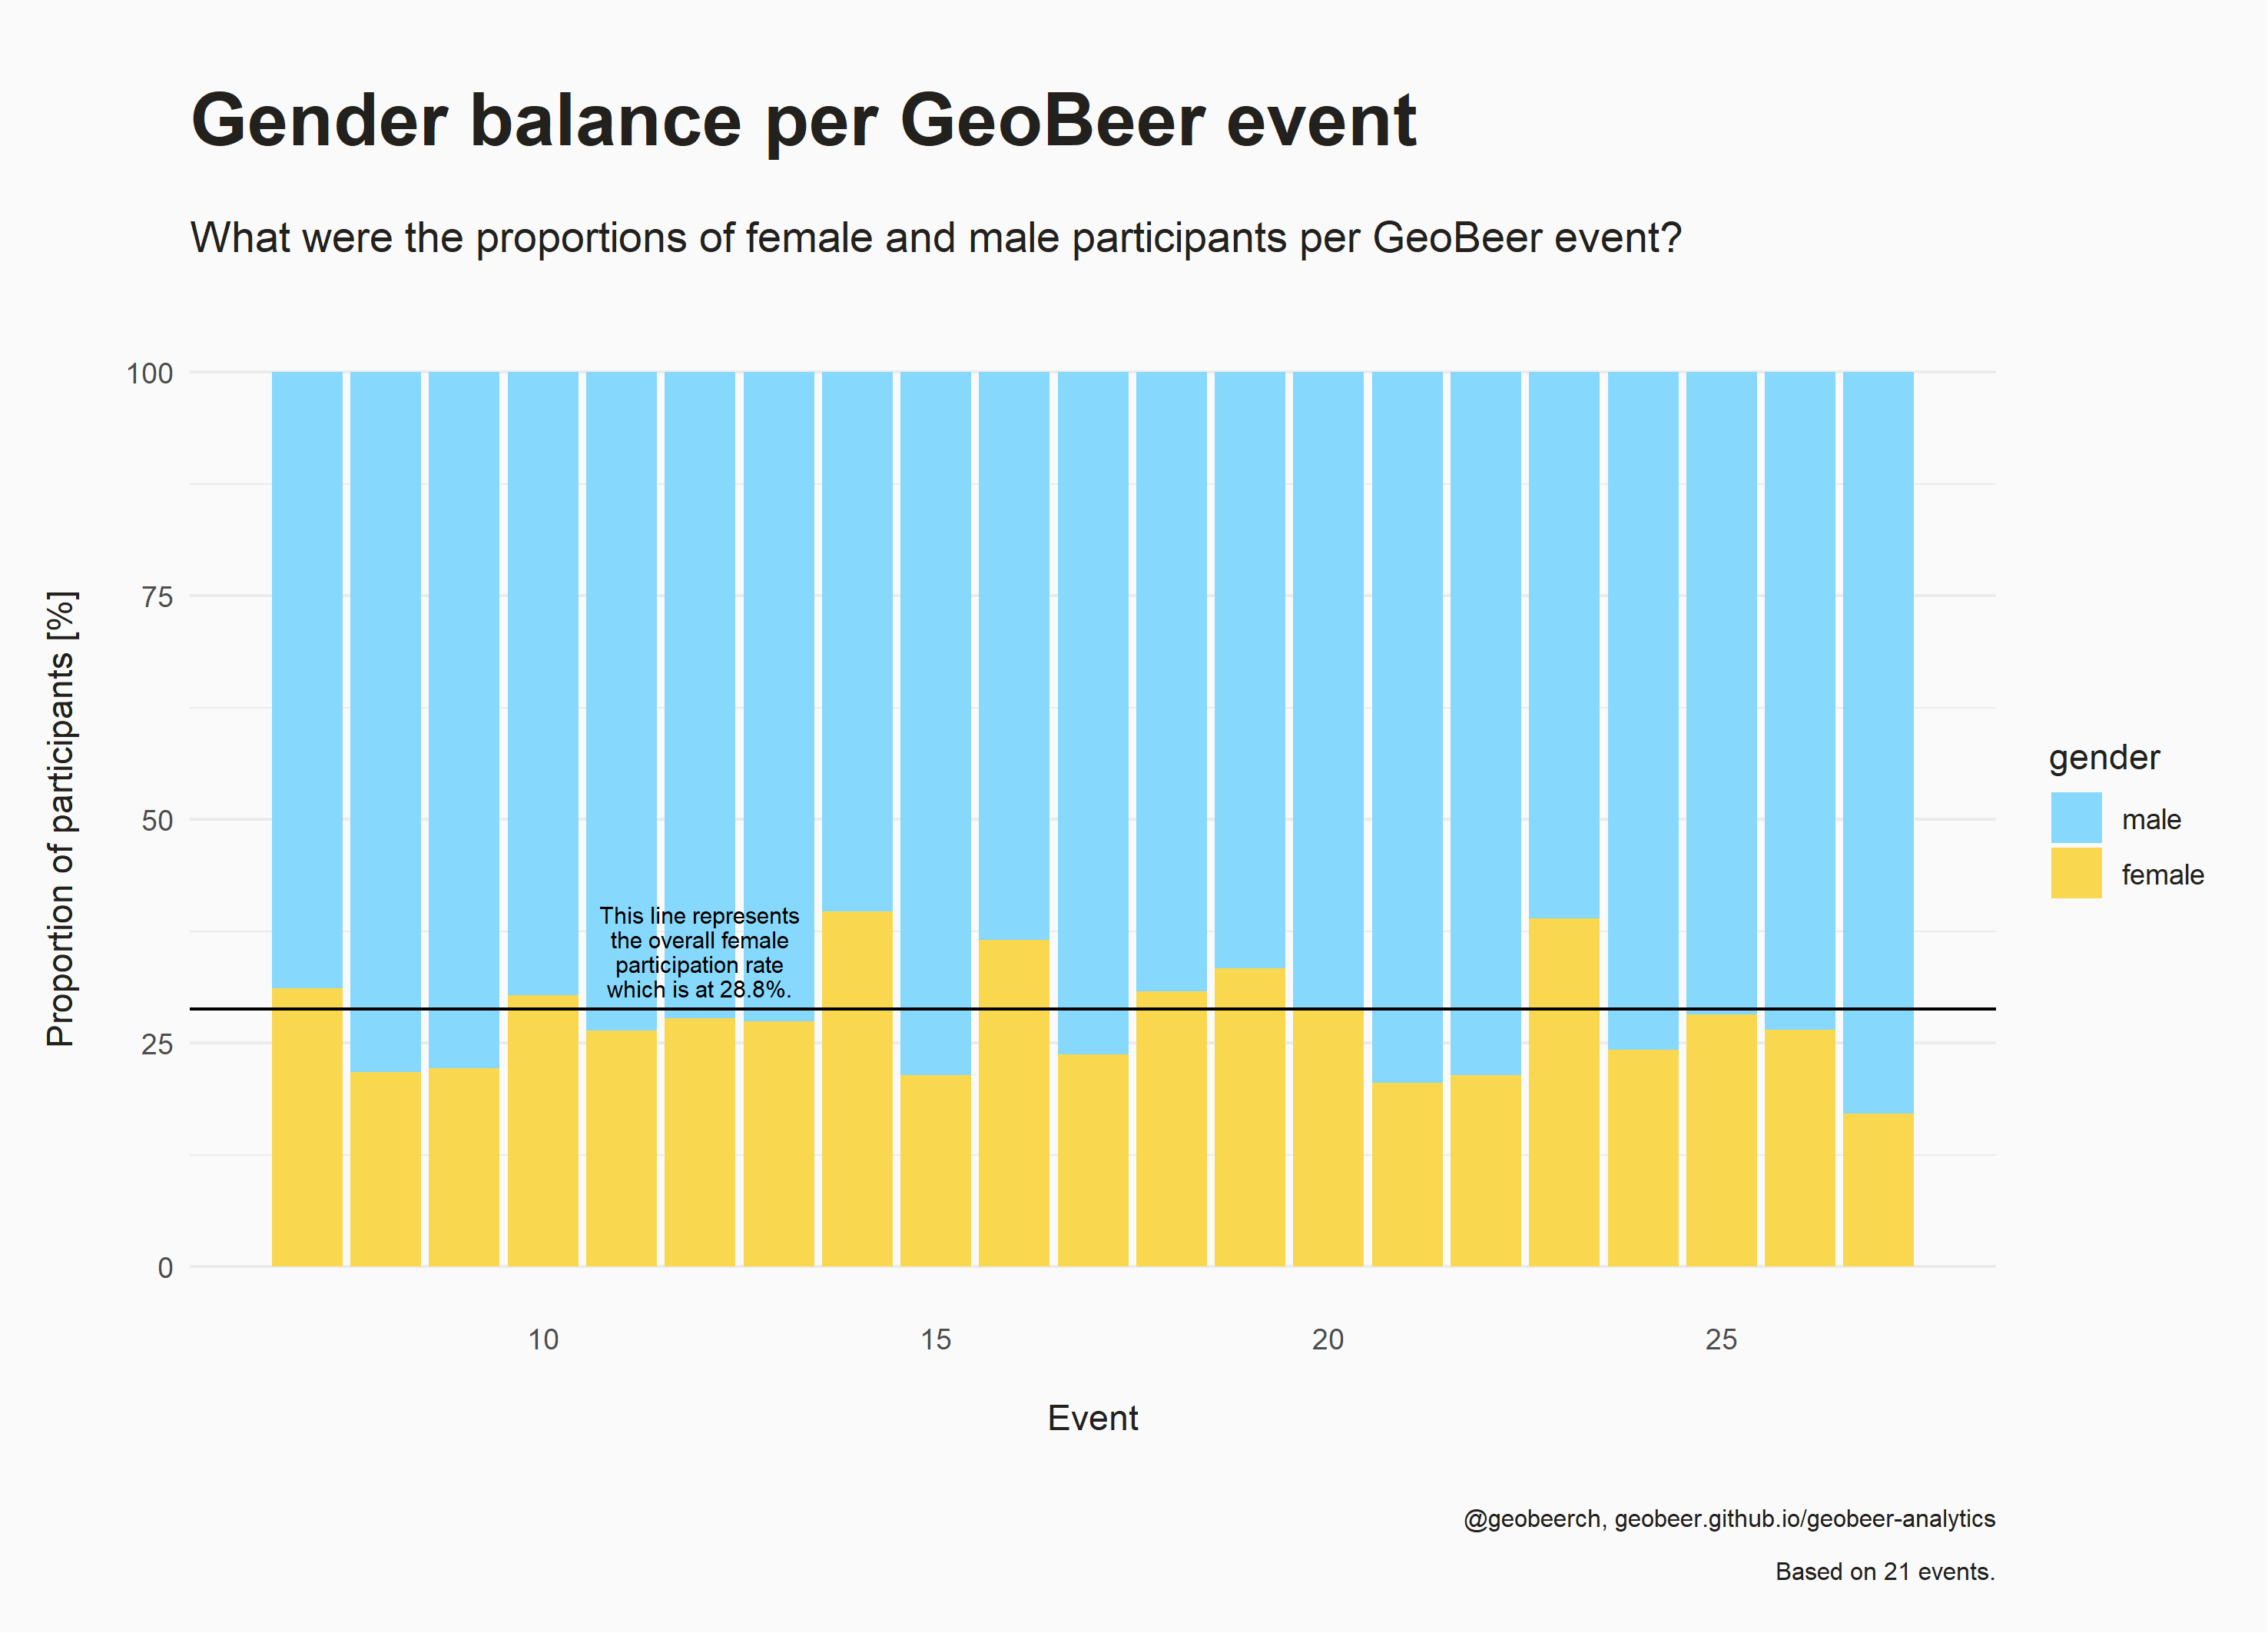 Gender balance per GeoBeer event
What were the proportions of female and male participants per GeoBeer event?
Proportion of participants [%]
100
75
50
25
0
This line represents
the overall female
participation rate
which is at 28.8%.
gender
male
female
10
15
20
25
Event
@geobeerch, geobeer.github.io/geobeer-analytics
Based on 21 events.